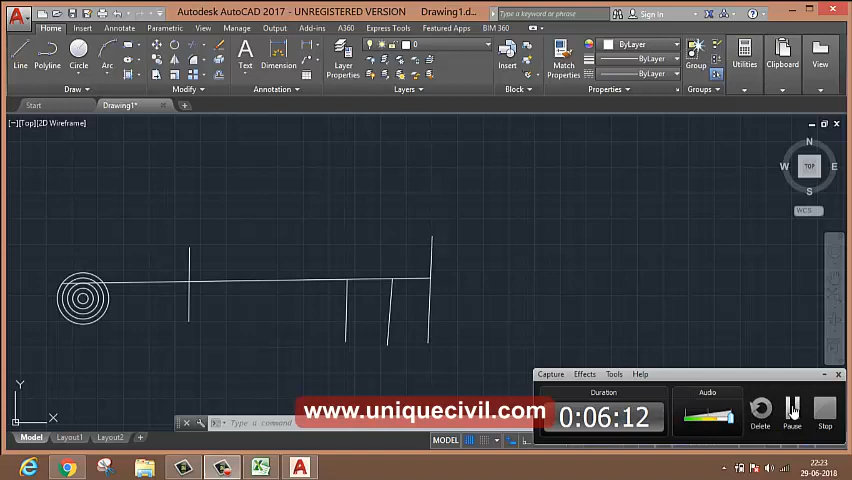 Autodesk AutoCAD 2017 - UNREGISTERED VERSION Drawing1.d...
Type a keyword or phrase
Sign In
Home Insert Annotate Parametric View Manage Output Add-ins A360 Express Tools Featured Apps BIM 360
Line Polyline Circle Arc Text Dimension Layer Properties Insert Match Properties Group Utilities Clipboard View
0
ByLayer
ByLayer
ByLayer
Draw Modify Annotation Layers Block Properties Groups
Start Drawing1*
[−][Top][2D Wireframe]
N
W TOP E
S
WCS
Y
X
Capture Effects Tools Help
Duration Audio
0:06:12
Delete Pause Stop
www.uniquecivil.com
Type a command
Model Layout1 Layout2
MODEL
22:23
29-06-2018